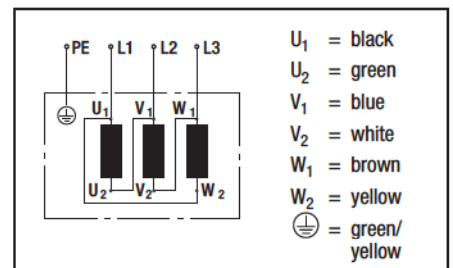 PE L1 L2 L3
U1 V1 W1
U2 V2 W2
U1 = black
U2 = green
V1 = blue
V2 = white
W1 = brown
W2 = yellow
= green/
yellow